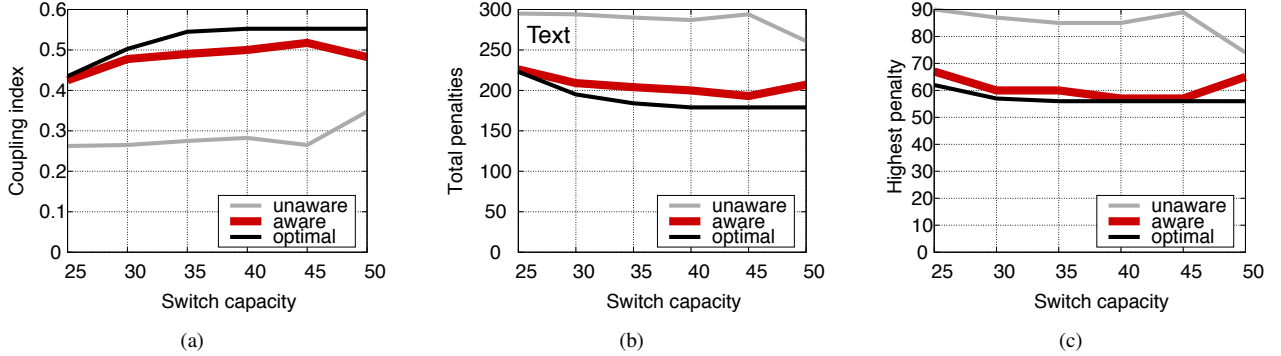 0.6
0.5
0.4
0.3
0.2
0.1
0
Coupling index
unaware
aware
optimal
25 30 35 40 45 50
Switch capacity
(a)
300
250
200
150
100
50
0
Total penalties
Text
unaware
aware
optimal
25 30 35 40 45 50
Switch capacity
(b)
90
80
70
60
50
40
30
20
10
0
Highest penalty
unaware
aware
optimal
25 30 35 40 45 50
Switch capacity
(c)